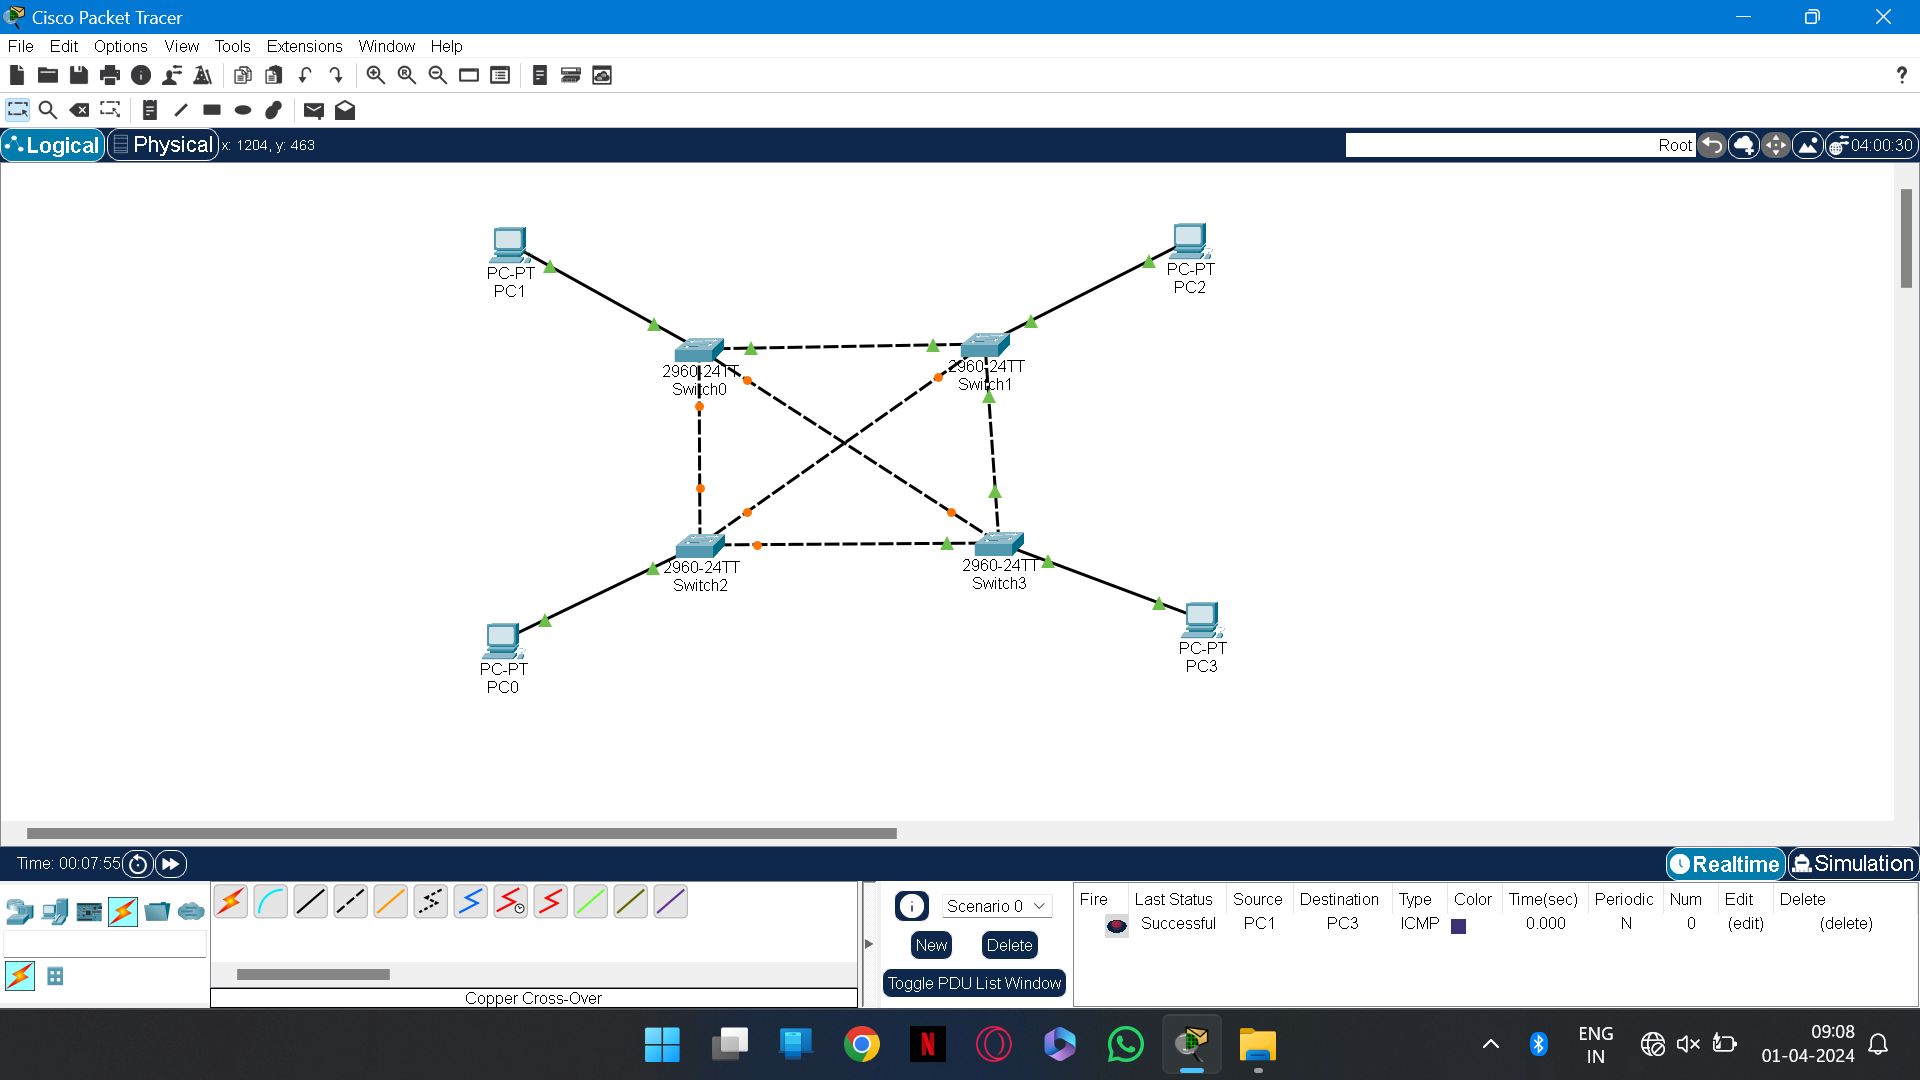 Cisco Packet Tracer
File Edit Options View Tools Extensions Window Help
?
Logical Physical x: 1204, y: 463 Root 04:00:30
PC-PT
PC1
PC-PT
PC2
2960-24TT
Switch0
2960-24TT
Switch1
2960-24TT
Switch2
2960-24TT
Switch3
PC-PT
PC3
PC-PT
PC0
Time: 00:07:55 Realtime Simulation
Scenario 0
New Delete
Toggle PDU List Window
Copper Cross-Over
Fire Last Status Source Destination Type Color Time(sec) Periodic Num Edit Delete
Successful PC1 PC3 ICMP 0.000 N 0 (edit) (delete)
ENG
IN
09:08
01-04-2024